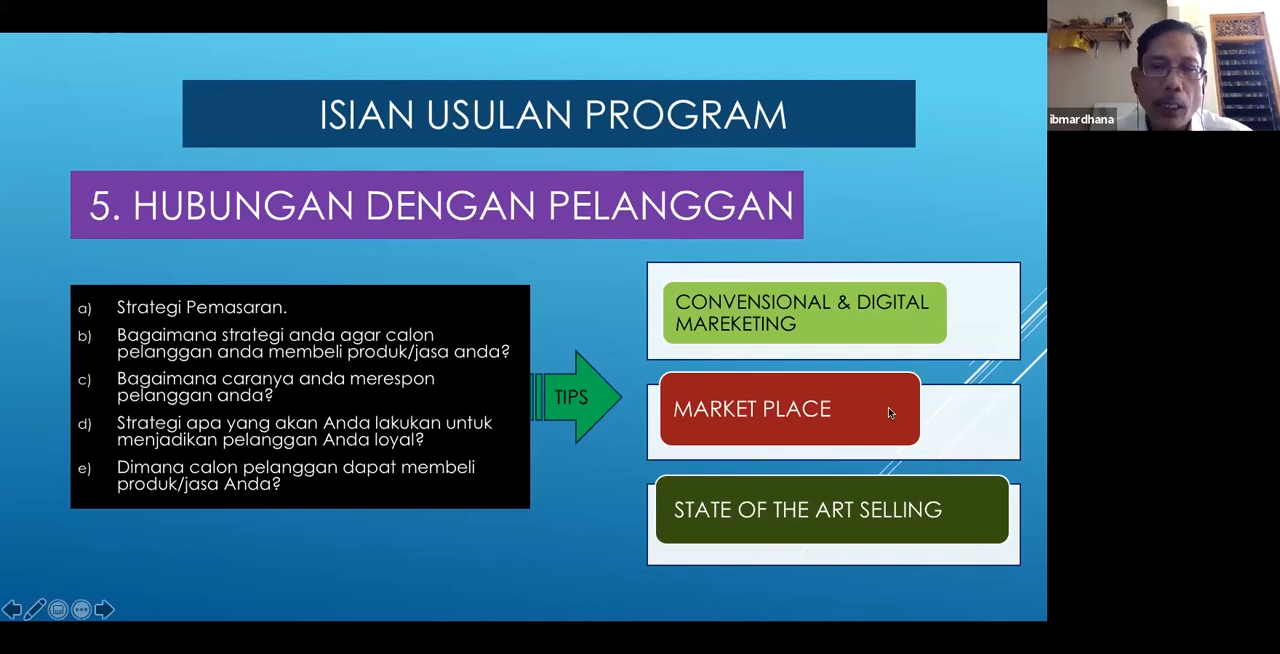 ISIAN USULAN PROGRAM
ibmardhana
5. HUBUNGAN DENGAN PELANGGAN
a) Strategi Pemasaran.
b) Bagaimana strategi anda agar calon
pelanggan anda membeli produk/jasa anda?
c) Bagaimana caranya anda merespon
pelanggan anda?
d) Strategi apa yang akan Anda lakukan untuk
menjadikan pelanggan Anda loyal?
e) Dimana calon pelanggan dapat membeli
produk/jasa Anda?
TIPS
CONVENSIONAL & DIGITAL
MAREKETING
MARKET PLACE
STATE OF THE ART SELLING